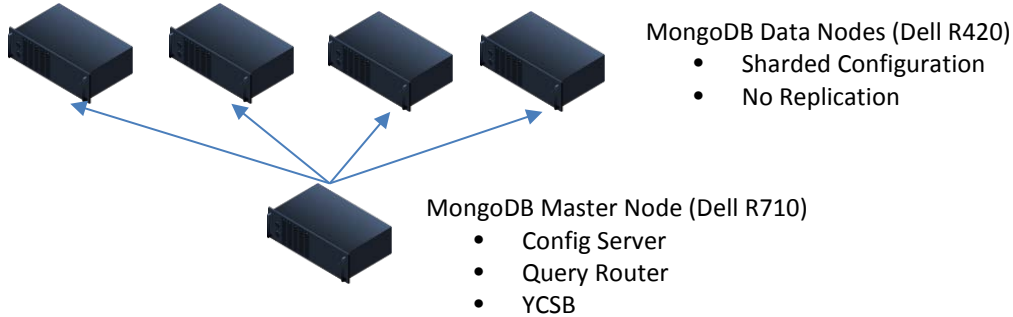 MongoDB Data Nodes (Dell R420)
• Sharded Configuration
• No Replication
MongoDB Master Node (Dell R710)
• Config Server
• Query Router
• YCSB